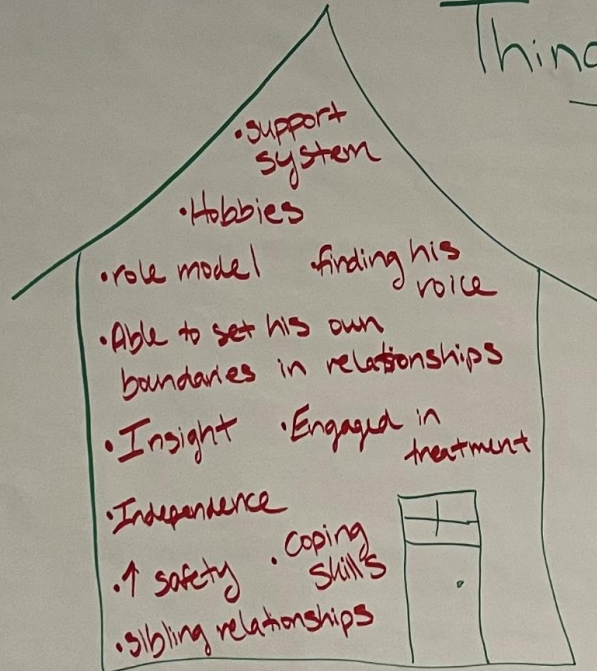 Thing
•support
system
•Hobbies
•role model •finding his
voice
•Able to set his own
boundaries in relationships
•Insight •Engaged in
treatment
•Independence
•↑ safety •Coping
Skills
•sibling relationships